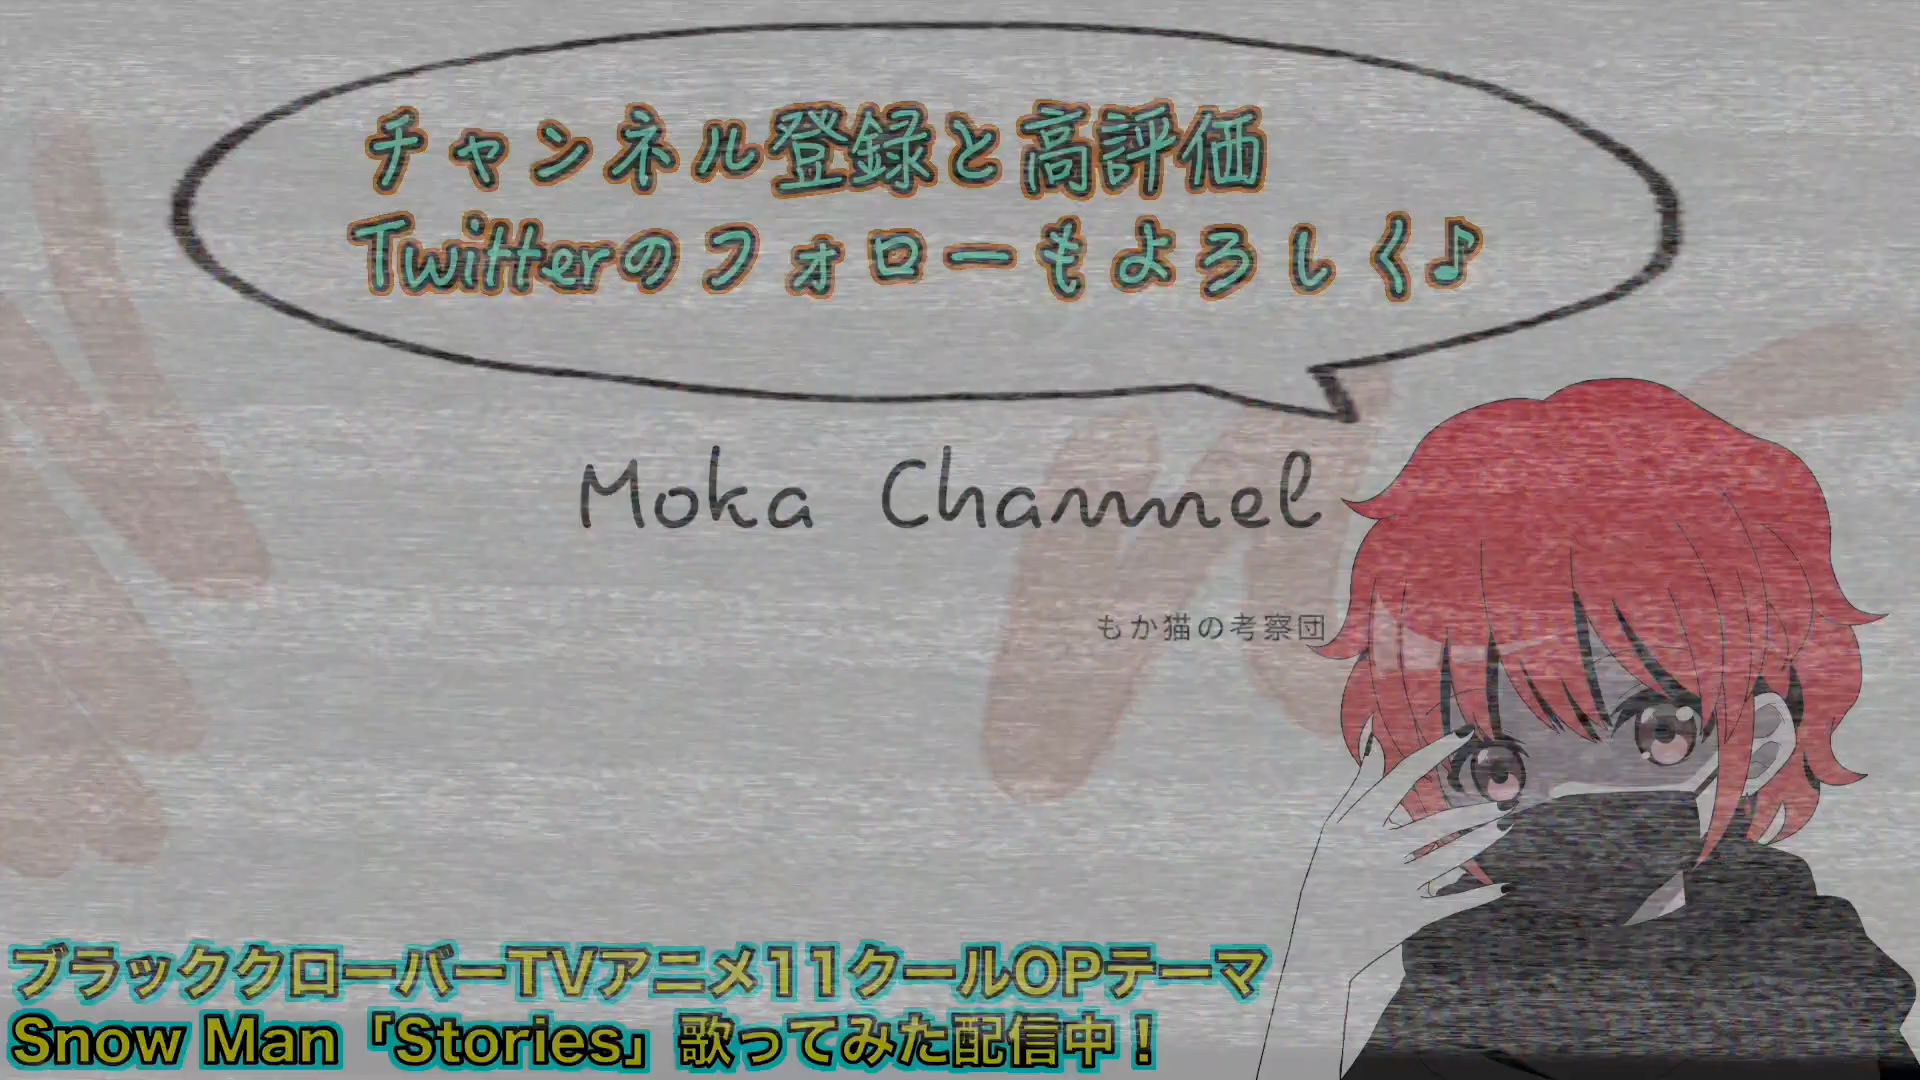 チャンネル登録と高評価
Twitterのフォローもよろしく♪
Moka Channel
もか猫の考察団
ブラッククローバーTVアニメ11クールOPテーマ
Snow Man「Stories」歌ってみた配信中！